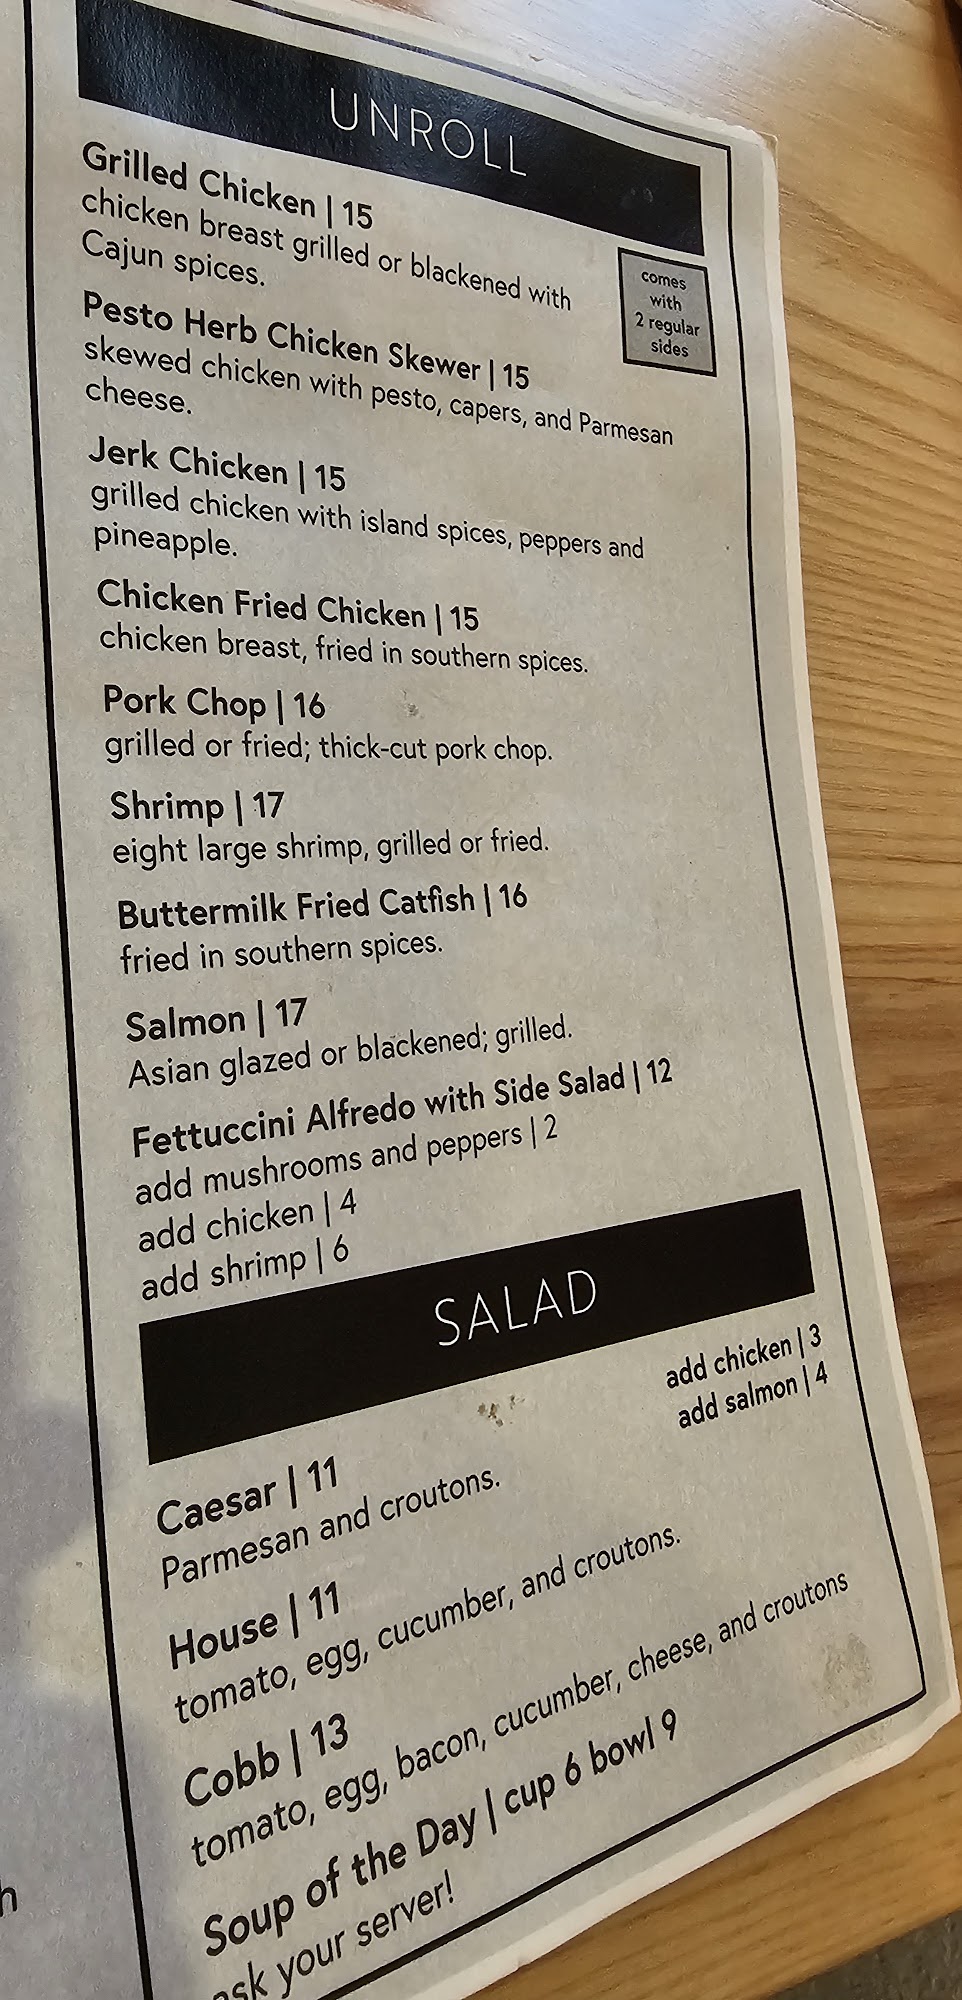 UNROLL
Grilled Chicken | 15
chicken breast grilled or blackened with
Cajun spices.
comes
with
2 regular
sides
Pesto Herb Chicken Skewer | 15
skewed chicken with pesto, capers, and Parmesan
cheese.
Jerk Chicken | 15
grilled chicken with island spices, peppers and
pineapple.
Chicken Fried Chicken | 15
chicken breast, fried in southern spices.
Pork Chop | 16
grilled or fried; thick-cut pork chop.
Shrimp | 17
eight large shrimp, grilled or fried.
Buttermilk Fried Catfish | 16
fried in southern spices.
Salmon | 17
Asian glazed or blackened; grilled.
Fettuccini Alfredo with Side Salad | 12
add mushrooms and peppers | 2
add chicken | 4
add shrimp | 6
SALAD
add chicken | 3
add salmon | 4
Caesar | 11
Parmesan and croutons.
House | 11
tomato, egg, cucumber, and croutons.
Cobb | 13
tomato, egg, bacon, cucumber, cheese, and croutons
Soup of the Day | cup 6 bowl 9
ask your server!